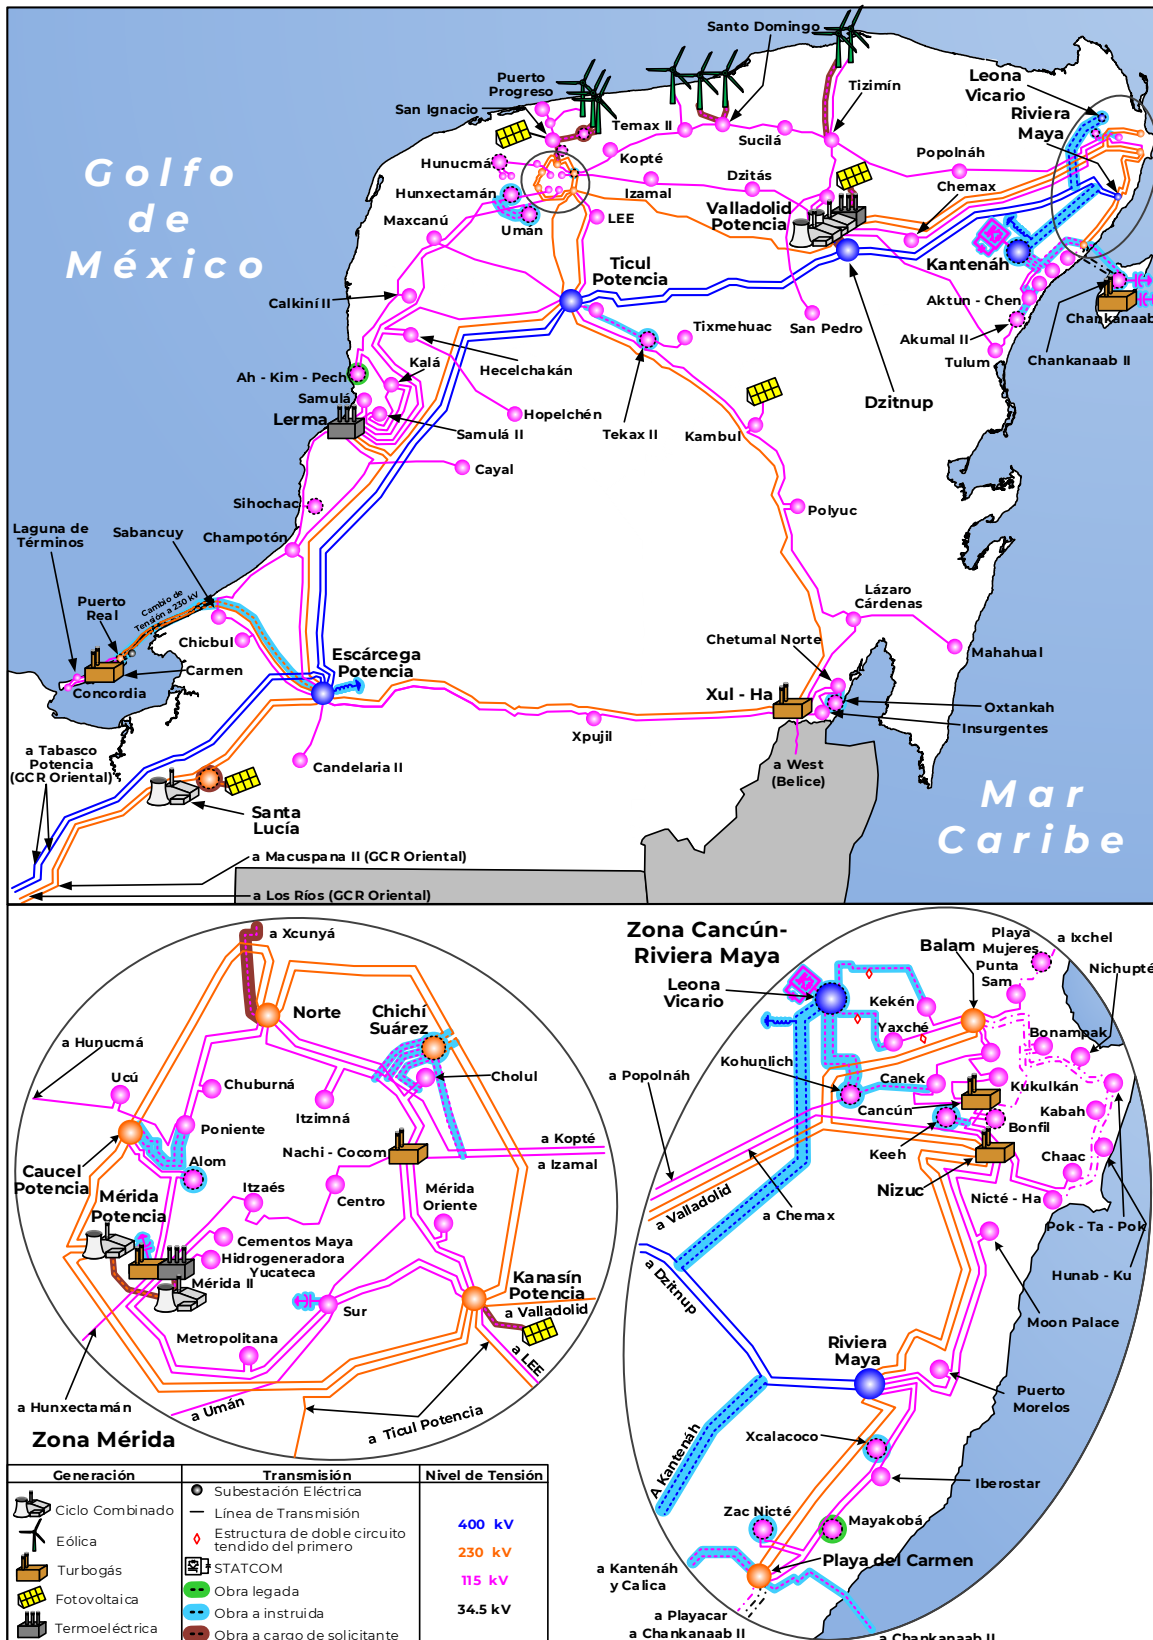 Golfo
de
México
Mar
Caribe
Santo Domingo
Puerto
Progreso
San Ignacio
Temax II
Kopté
Sucilá
Tizimín
Leona
Vicario
Riviera
Maya
Popolnáh
Chemax
Hunucmá
Hunxectamán
Umán
Maxcanú
Izamal
Dzitás
LEE
Valladolid
Potencia
Ticul
Potencia
Kantenáh
Calkiní II
Aktun - Chen
Akumal II
Tulum
Chankanaab
Chankanaab II
San Pedro
Tixmehuac
Hecelchakán
Kalá
Ah - Kim - Pech
Samulá
Lerma
Samulá II
Hopelchén
Tekax II
Kambul
Dzitnup
Cayal
Sihochac
Polyuc
Laguna de
Términos
Sabancuy
Champotón
Cambio de
Tensión a 230 kV
Puerto
Real
Chicbul
Carmen
Concordia
Escárcega
Potencia
Lázaro
Cárdenas
Chetumal Norte
Mahahual
Xul - Ha
Oxtankah
Insurgentes
Xpujil
a West
(Belice)
a Tabasco
Potencia
(GCR Oriental)
Candelaria II
Santa
Lucía
a Macuspana II (GCR Oriental)
a Los Ríos (GCR Oriental)
a Xcunyá
Norte
Chichí
Suárez
a Hunucmá
Ucú
Chuburná
Itzimná
Cholul
Poniente
Caucel
Potencia
Alom
Nachi - Cocom
a Kopté
a Izamal
Mérida
Potencia
Itzaés
Centro
Mérida
Oriente
Cementos Maya
Hidrogeneradora
Yucateca
Mérida II
Kanasín
Potencia
a Valladolid
Sur
Metropolitana
a LEE
a Hunxectamán
a Umán
a Ticul Potencia
Zona Mérida
Zona Cancún-
Riviera Maya
Leona
Vicario
Balam
Playa
Mujeres
a Ixchel
Punta
Sam
Nichupté
Kekén
Yaxché
Bonampak
Kohunlich
a Popolnáh
Canek
Kukulkán
Cancún
Kabah
Bonfil
Keeh
Nizuc
Chaac
Nicté - Ha
a Valladolid
a Chemax
Pok - Ta - Pok
a Dzitnup
Hunab - Ku
Moon Palace
Riviera
Maya
Puerto
Morelos
Xcalacoco
A Kantenáh
Iberostar
Zac Nicté
Mayakobá
Playa del Carmen
a Kantenáh
y Calica
a Playacar
a Chankanaab II
a Chankanaab II
Generación
Transmisión
Nivel de Tensión
Ciclo Combinado
Eólica
Turbogás
Fotovoltaica
Termoeléctrica
Subestación Eléctrica
Línea de Transmisión
Estructura de doble circuito
tendido del primero
STATCOM
Obra legada
Obra a instruida
Obra a cargo de solicitante
400 kV
230 kV
115 kV
34.5 kV